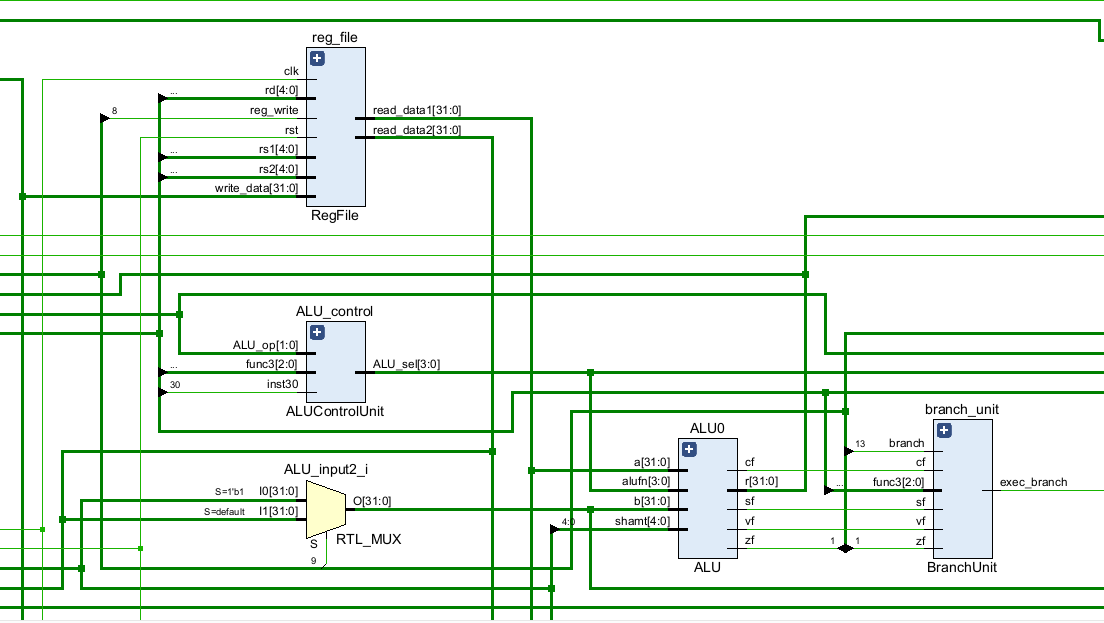 reg_file
clk
rd[4:0]
...
reg_write
8
rst
rs1[4:0]
...
rs2[4:0]
...
write_data[31:0]
read_data1[31:0]
read_data2[31:0]
RegFile
ALU_control
ALU_op[1:0]
func3[2:0]
...
inst30
30
ALU_sel[3:0]
ALUControlUnit
ALU_input2_i
S=1'b1
I0[31:0]
S=default
I1[31:0]
O[31:0]
S
RTL_MUX
9
ALU0
a[31:0]
alufn[3:0]
b[31:0]
4:0
shamt[4:0]
cf
r[31:0]
sf
vf
zf
ALU
1
1
branch_unit
13
branch
cf
...
func3[2:0]
sf
vf
zf
exec_branch
BranchUnit